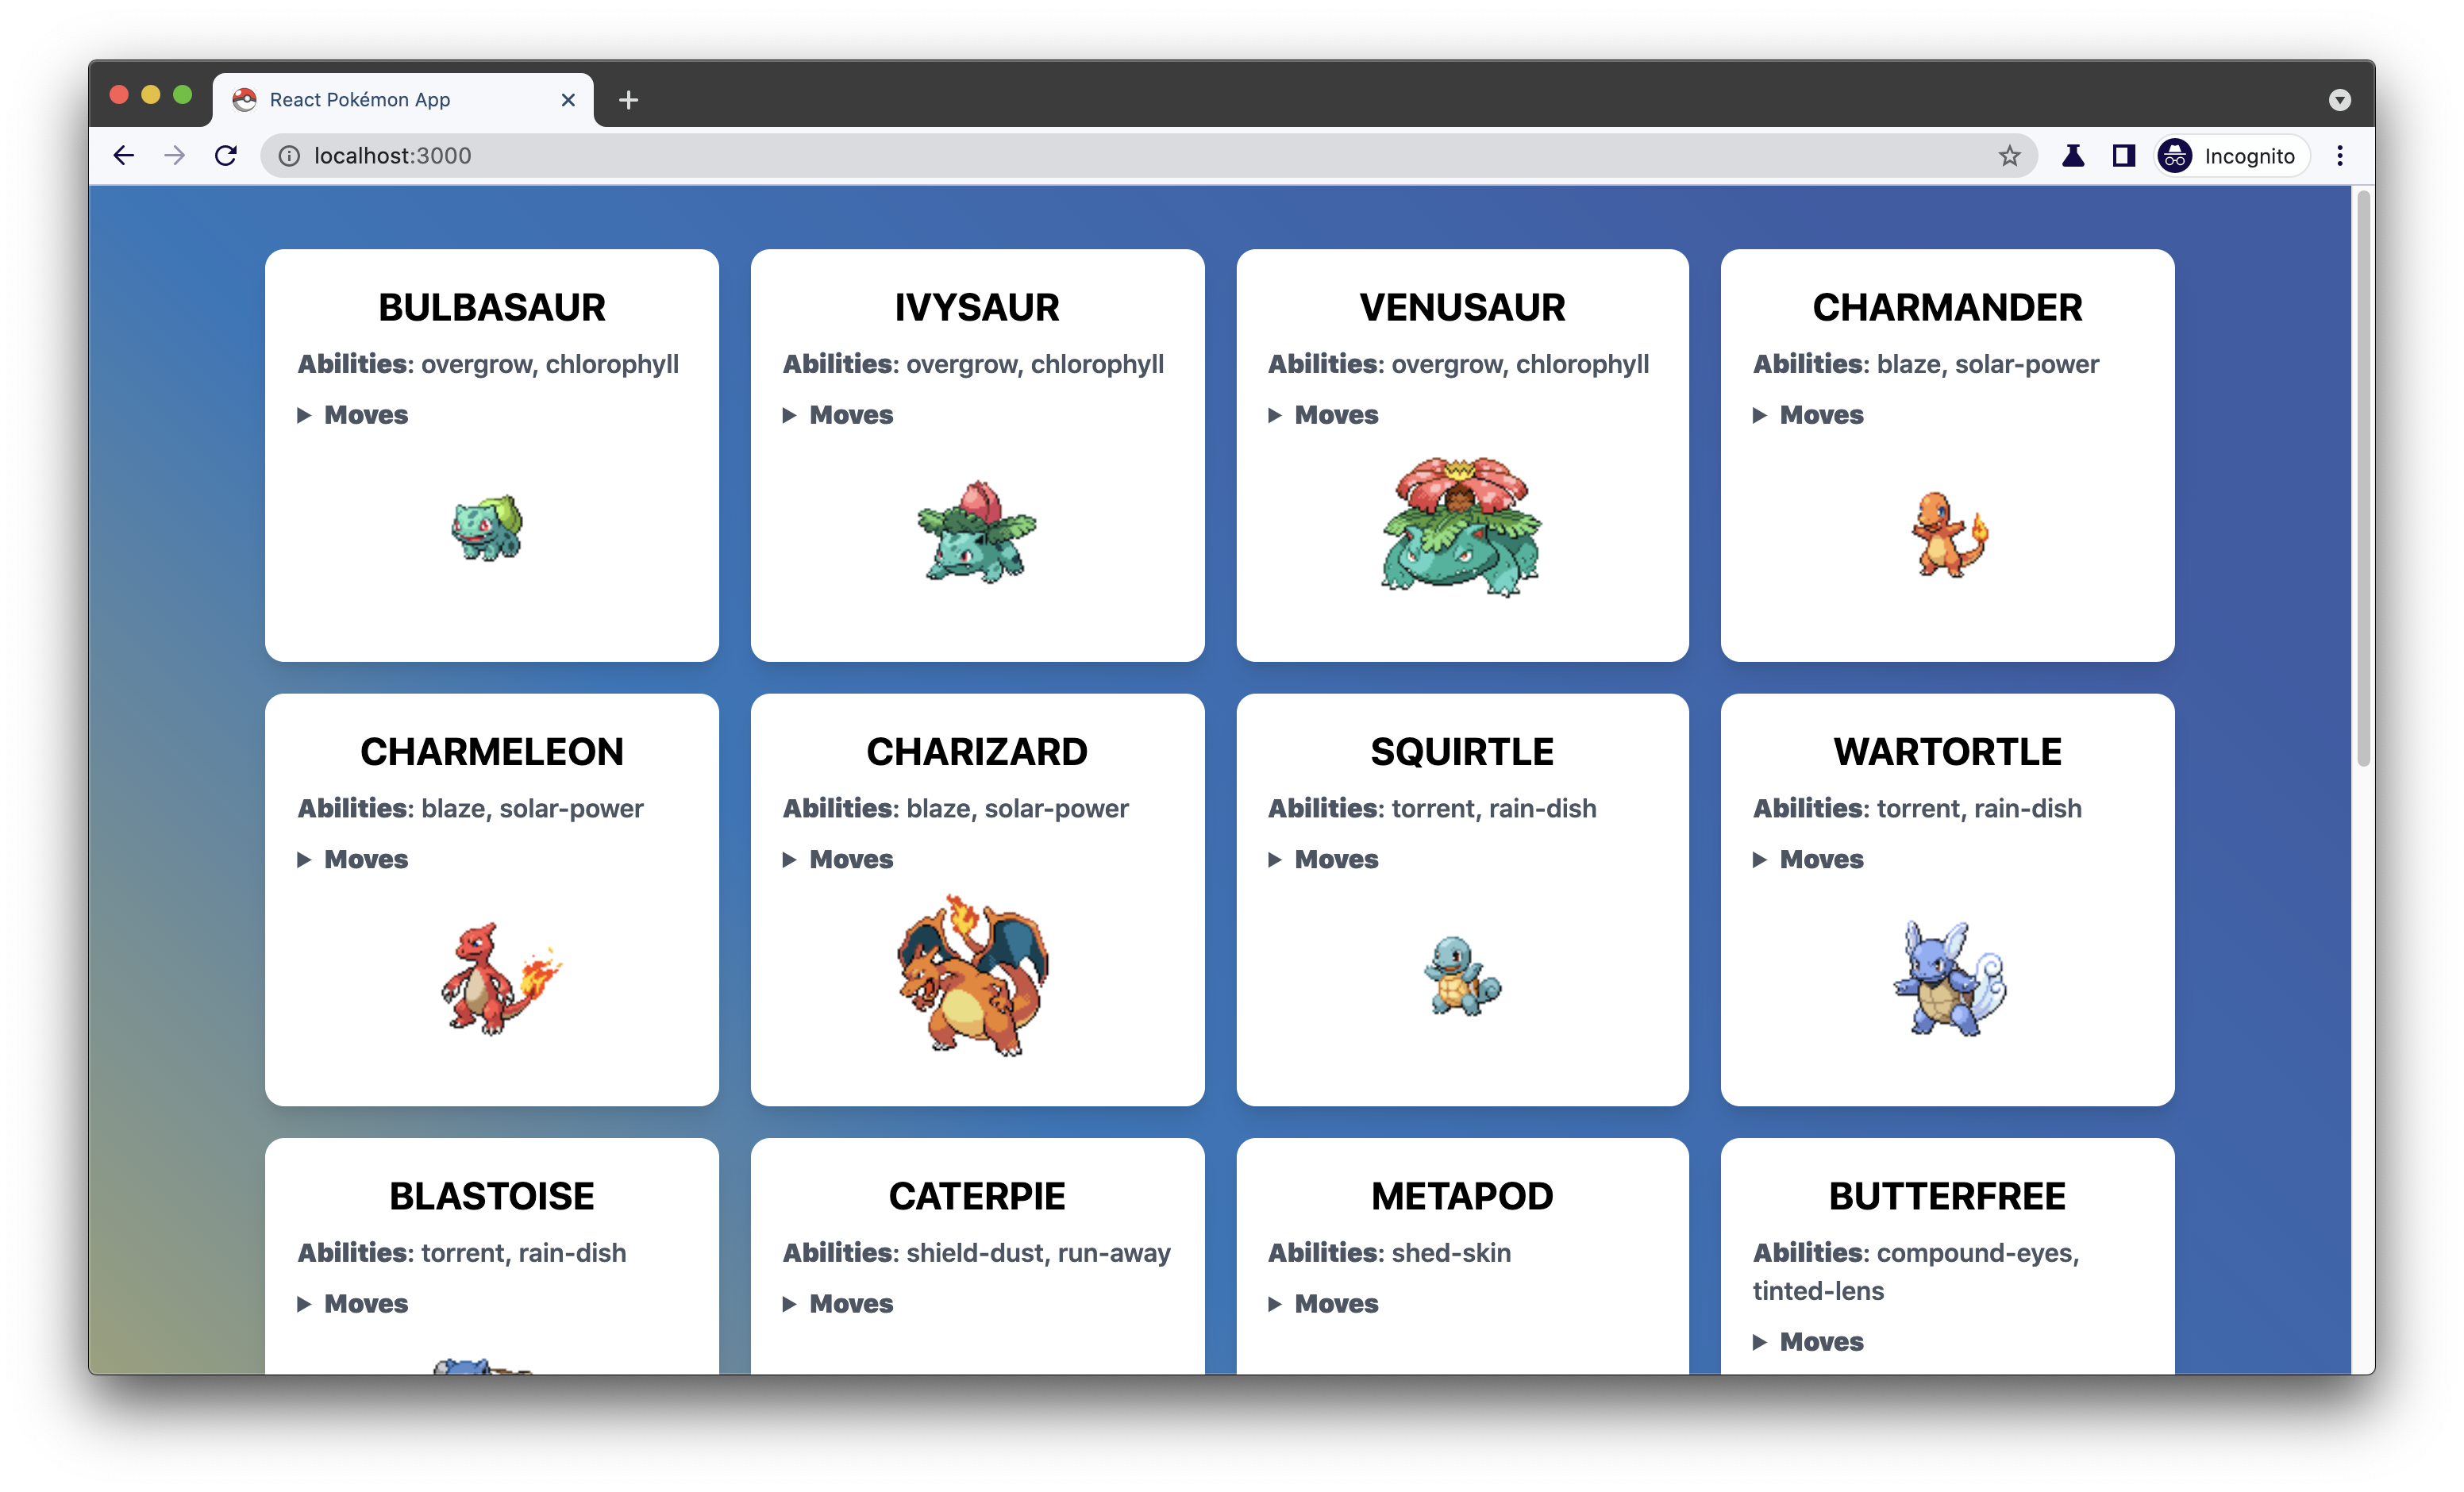 React Pokémon App
localhost:3000
Incognito
BULBASAUR
Abilities: overgrow, chlorophyll
Moves
IVYSAUR
Abilities: overgrow, chlorophyll
Moves
VENUSAUR
Abilities: overgrow, chlorophyll
Moves
CHARMANDER
Abilities: blaze, solar-power
Moves
CHARMELEON
Abilities: blaze, solar-power
Moves
CHARIZARD
Abilities: blaze, solar-power
Moves
SQUIRTLE
Abilities: torrent, rain-dish
Moves
WARTORTLE
Abilities: torrent, rain-dish
Moves
BLASTOISE
Abilities: torrent, rain-dish
Moves
CATERPIE
Abilities: shield-dust, run-away
Moves
METAPOD
Abilities: shed-skin
Moves
BUTTERFREE
Abilities: compound-eyes,
tinted-lens
Moves